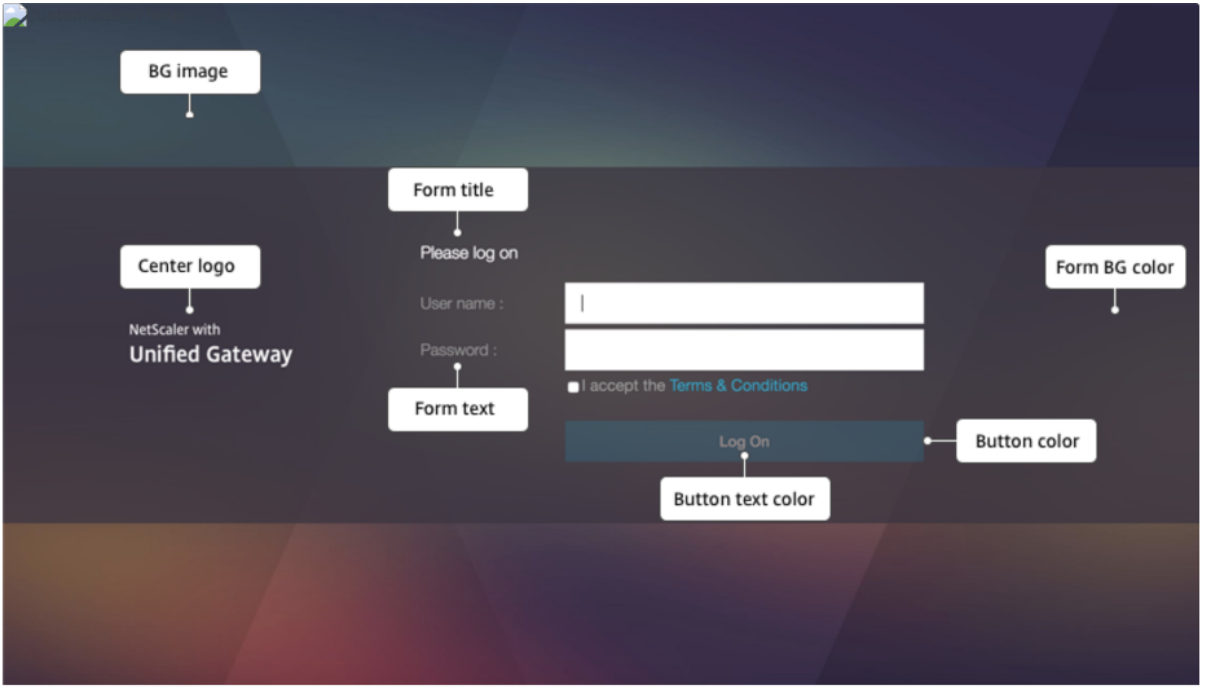 BG image
Form title
Please log on
Center logo
Form BG color
User name :
NetScaler with
Unified Gateway
Password :
I accept the Terms & Conditions
Form text
Log On
Button color
Button text color